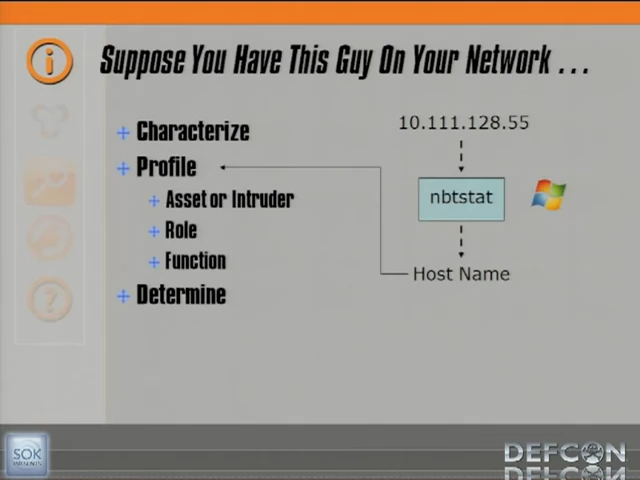 Suppose You Have This Guy On Your Network . . .
+ Characterize
+ Profile
+ Asset or Intruder
+ Role
+ Function
+ Determine
10.111.128.55
nbtstat
Host Name
?
SOK
DEFCON